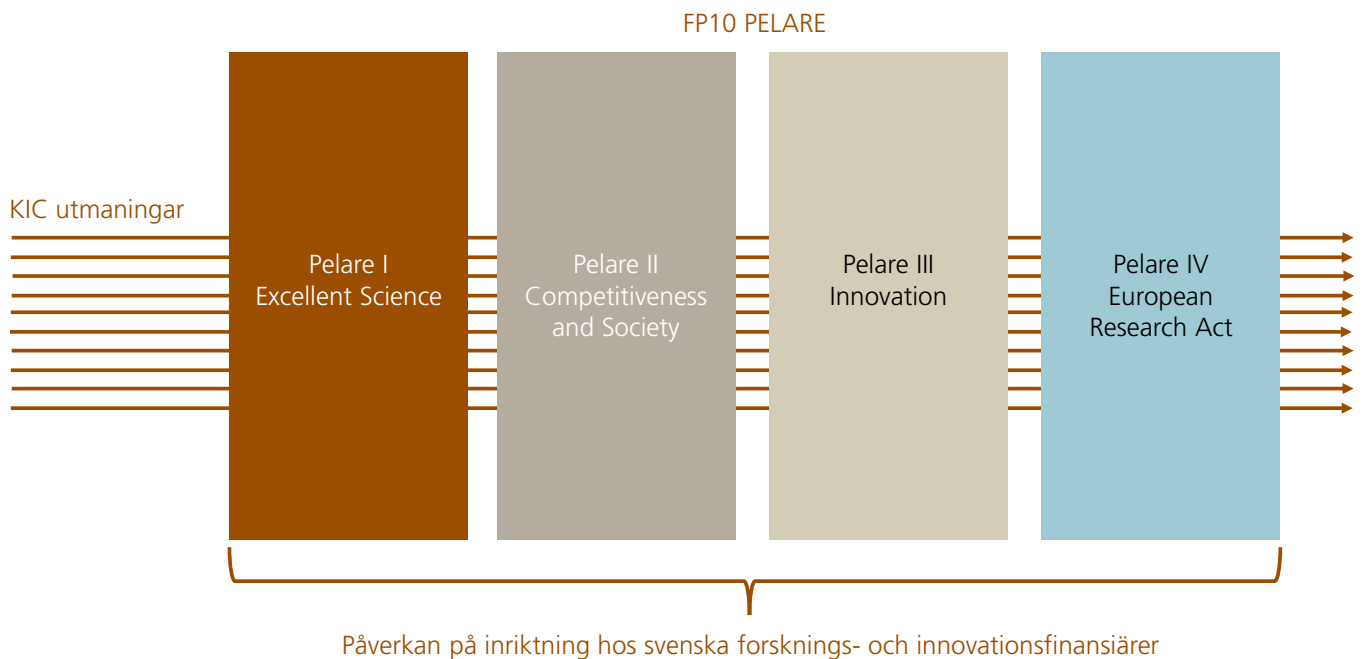 FP10 PELARE
KIC utmaningar
Pelare I
Excellent Science
Pelare II
Competitiveness
and Society
Pelare III
Innovation
Pelare IV
European
Research Act
Påverkan på inriktning hos svenska forsknings- och innovationsfinansiärer